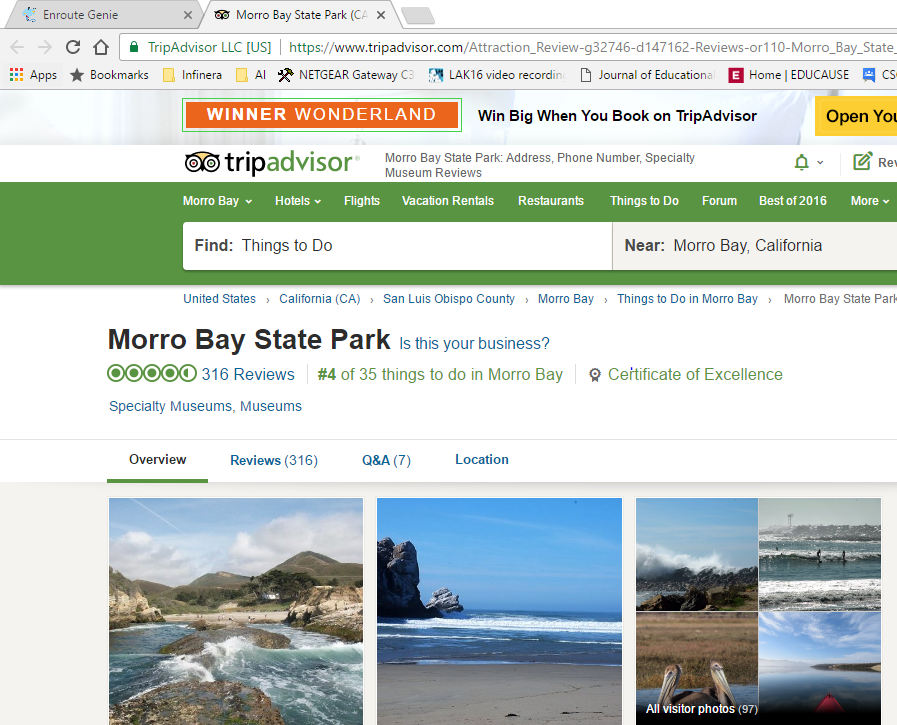 Enroute Genie
Morro Bay State Park (CA
TripAdvisor LLC [US] https://www.tripadvisor.com/Attraction_Review-g32746-d147162-Reviews-or110-Morro_Bay_State_
Apps Bookmarks Infinera AI NETGEAR Gateway C3 LAK16 video recording Journal of Educational E Home | EDUCAUSE CS
WINNER WONDERLAND
Win Big When You Book on TripAdvisor
Open You
tripadvisor
Morro Bay State Park: Address, Phone Number, Specialty
Museum Reviews
Rev
Morro Bay Hotels Flights Vacation Rentals Restaurants Things to Do Forum Best of 2016 More
Find: Things to Do
Near: Morro Bay, California
United States › California (CA) › San Luis Obispo County › Morro Bay › Things to Do in Morro Bay › Morro Bay State Park
Morro Bay State Park Is this your business?
316 Reviews #4 of 35 things to do in Morro Bay Certificate of Excellence
Specialty Museums, Museums
Overview Reviews (316) Q&A (7) Location
All visitor photos (97)